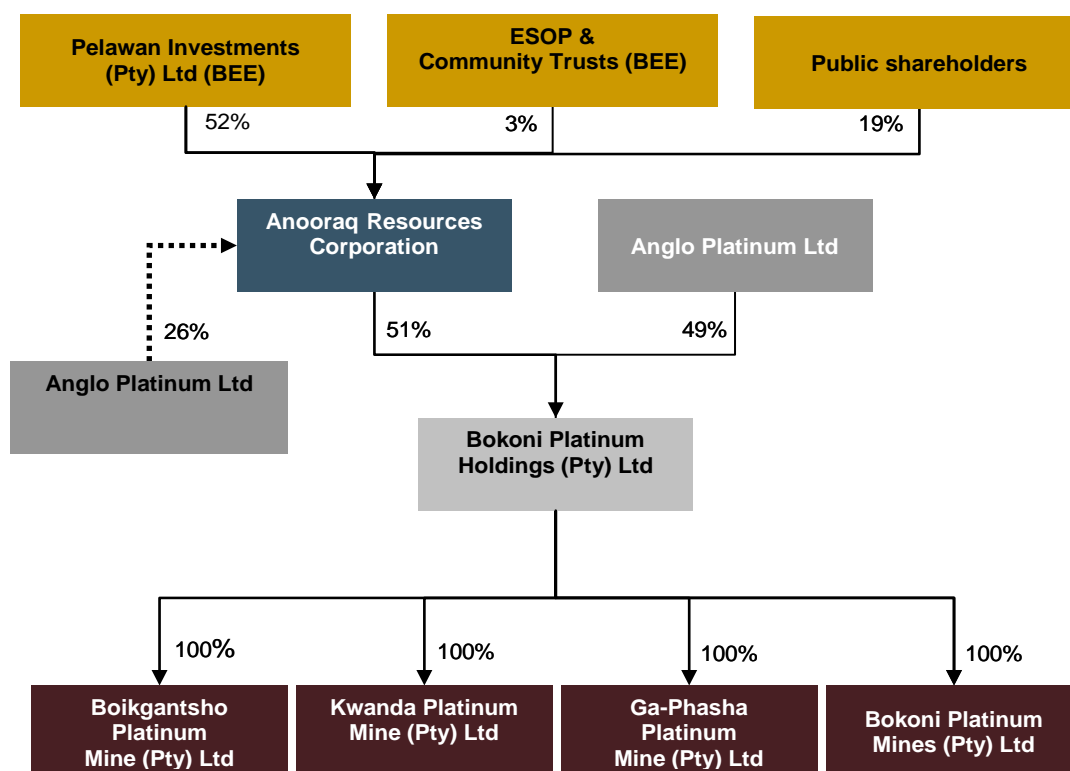 Pelawan Investments
(Pty) Ltd (BEE)
ESOP &
Community Trusts (BEE)
Public shareholders
52%
3%
19%
Anooraq Resources
Corporation
Anglo Platinum Ltd
26%
51%
49%
Anglo Platinum Ltd
Bokoni Platinum
Holdings (Pty) Ltd
100%
100%
100%
100%
Boikgantsho
Platinum
Mine (Pty) Ltd
Kwanda Platinum
Mine (Pty) Ltd
Ga-Phasha
Platinum
Mine (Pty) Ltd
Bokoni Platinum
Mines (Pty) Ltd